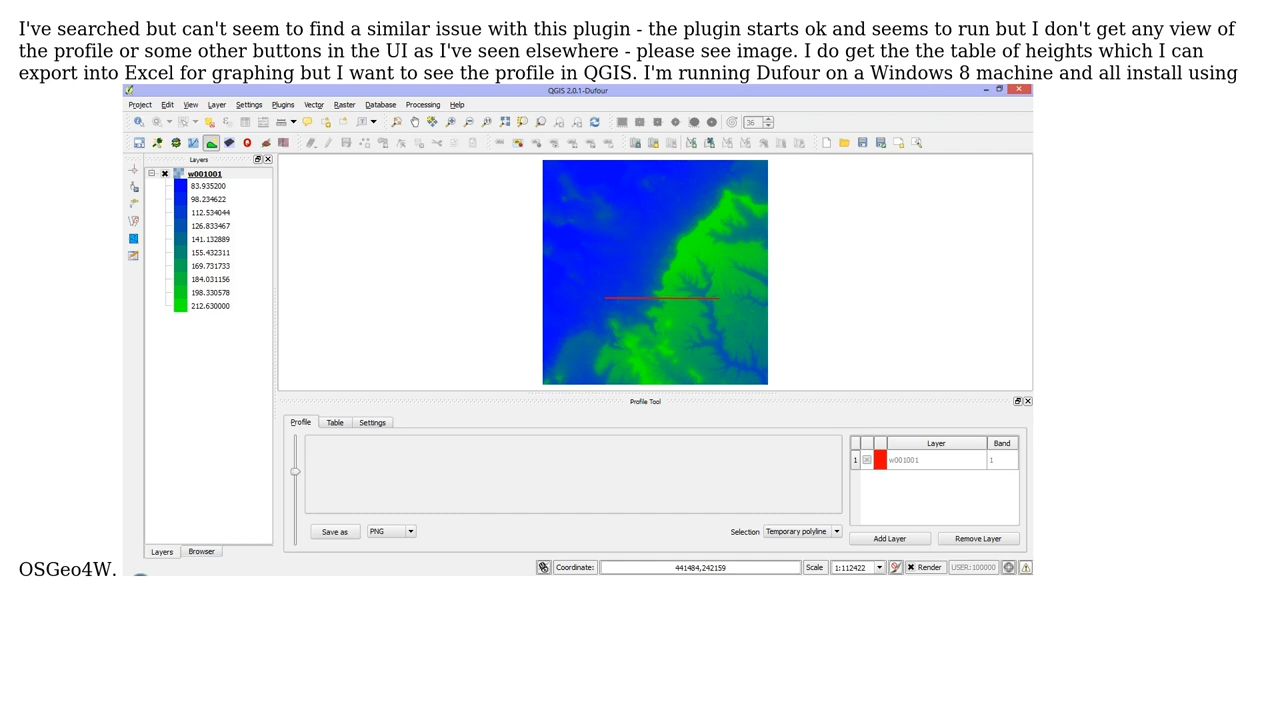 I've searched but can't seem to find a similar issue with this plugin - the plugin starts ok and seems to run but I don't get any view of
the profile or some other buttons in the UI as I've seen elsewhere - please see image. I do get the the table of heights which I can
export into Excel for graphing but I want to see the profile in QGIS. I'm running Dufour on a Windows 8 machine and all install using
QGIS 2.0.1-Dufour
Project Edit View Layer Settings Plugins Vector Raster Database Processing Help
36
Layers
w001001
83.935200
98.234622
112.534044
126.833467
141.132889
155.432311
169.731733
184.031156
198.330578
212.630000
Profile Tool
Profile Table Settings
Layer Band
1 w001001 1
Save as PNG Selection Temporary polyline
Add Layer Remove Layer
Layers Browser
Coordinate: 441484,242159 Scale 1:112422 Render USER:100000
OSGeo4W.